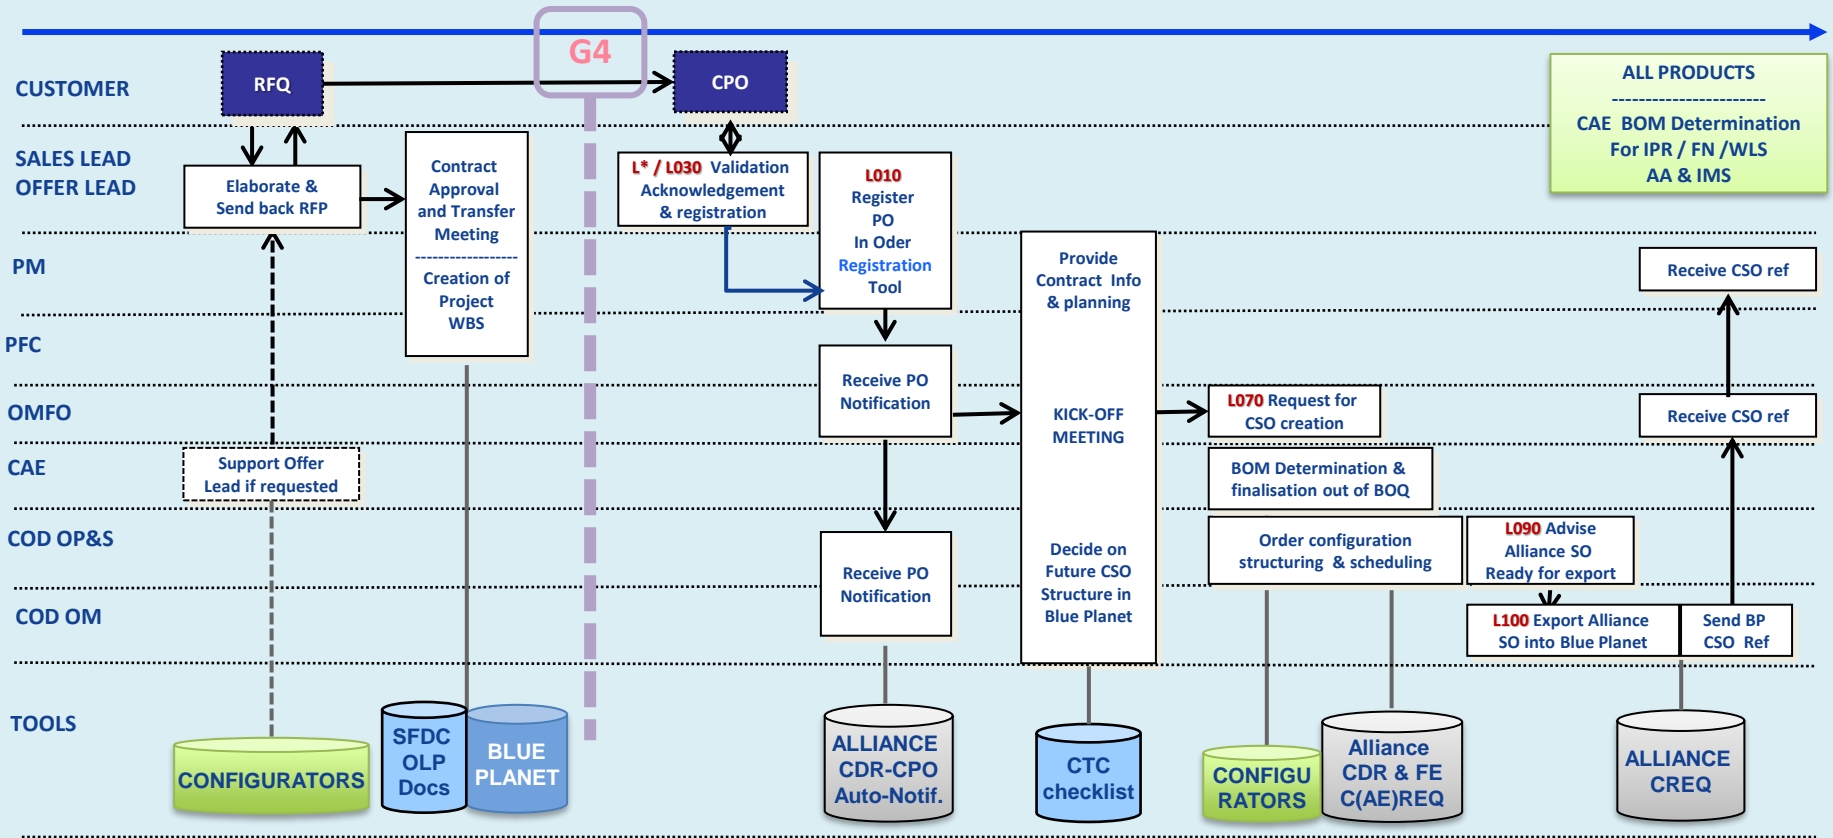 G4
CUSTOMER
RFQ
CPO
ALL PRODUCTS
-----------------------
CAE BOM Determination
For IPR / FN /WLS
AA & IMS
SALES LEAD
OFFER LEAD
Elaborate &
Send back RFP
Contract
Approval
and Transfer
Meeting
------------------
Creation of
Project
WBS
L* / L030 Validation
Acknowledgement
& registration
L010
Register
PO
In Oder
Registration
Tool
PM
Provide
Contract Info
& planning
Receive CSO ref
PFC
Receive PO
Notification
OMFO
KICK-OFF
MEETING
L070 Request for
CSO creation
Receive CSO ref
CAE
Support Offer
Lead if requested
BOM Determination &
finalisation out of BOQ
COD OP&S
Receive PO
Notification
Decide on
Future CSO
Structure in
Blue Planet
Order configuration
structuring & scheduling
L090 Advise
Alliance SO
Ready for export
COD OM
L100 Export Alliance
SO into Blue Planet
Send BP
CSO Ref
TOOLS
CONFIGURATORS
SFDC
OLP
Docs
BLUE
PLANET
ALLIANCE
CDR-CPO
Auto-Notif.
CTC
checklist
CONFIGU
RATORS
Alliance
CDR & FE
C(AE)REQ
ALLIANCE
CREQ